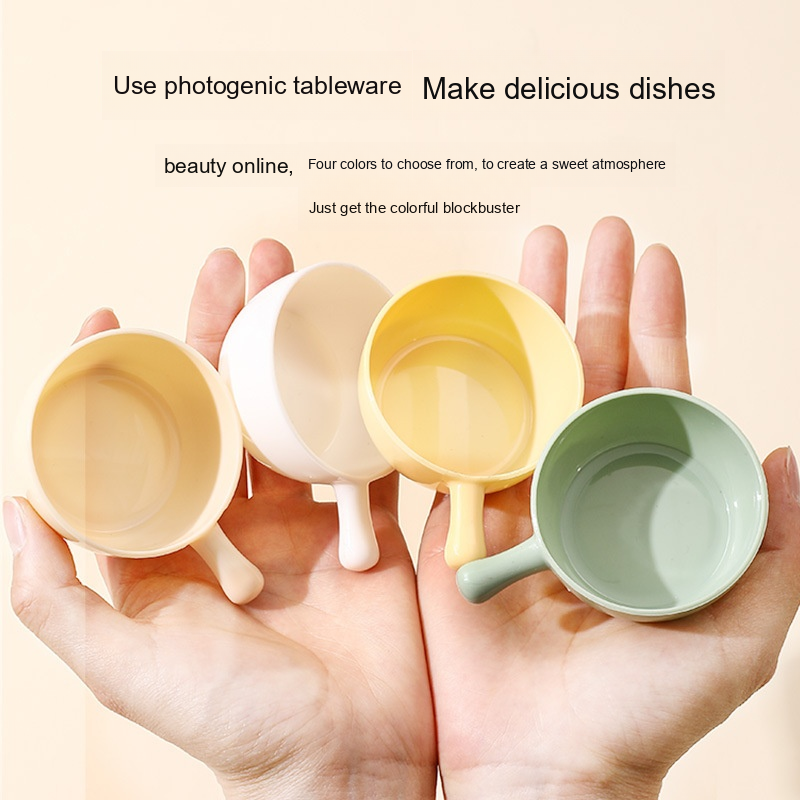 Use photogenic tableware Make delicious dishes
beauty online, Four colors to choose from, to create a sweet atmosphere
Just get the colorful blockbuster